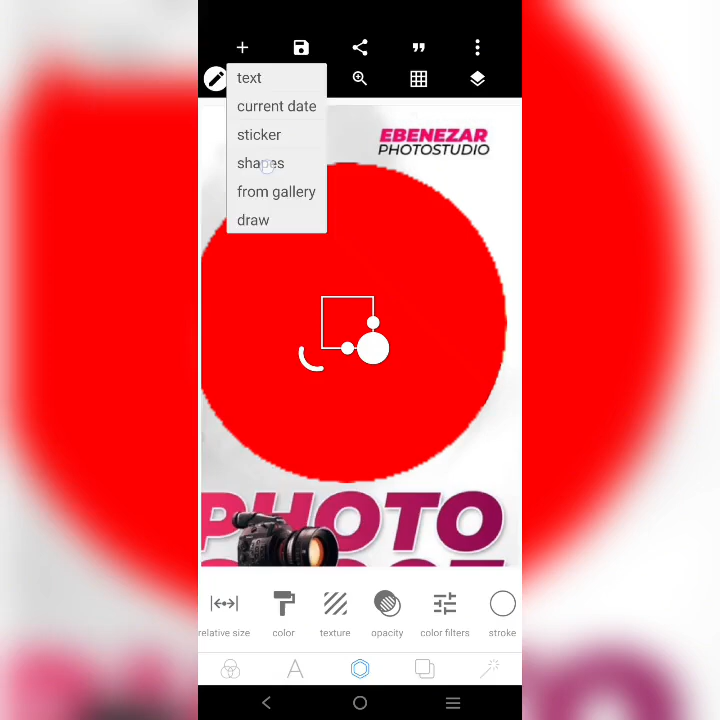 text
current date
sticker
shapes
from gallery
draw
EBENEZAR
PHOTOSTUDIO
PHOTO
relative size
color
texture
opacity
color filters
stroke